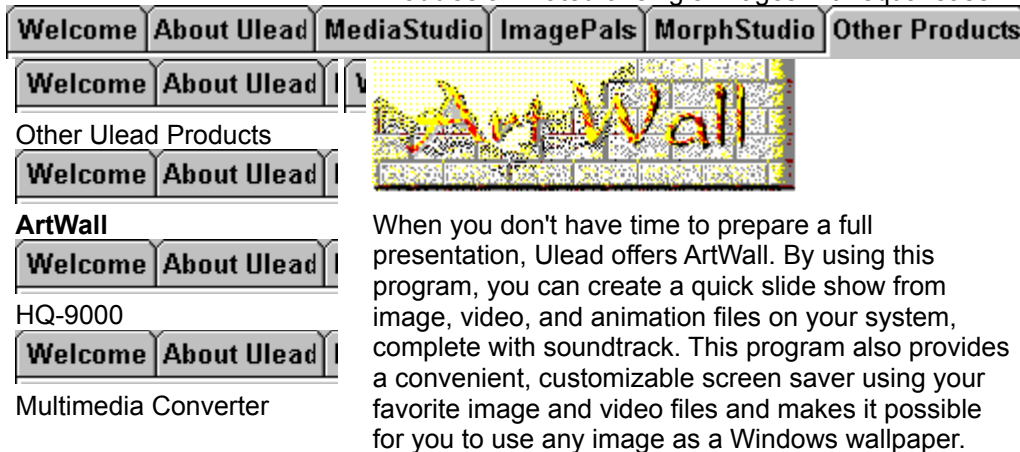 Welcome About Ulead MediaStudio ImagePals MorphStudio Other Products
Welcome About Ulead
Other Ulead Products
Welcome About Ulead
ArtWall
Welcome About Ulead
HQ-9000
Welcome About Ulead
Multimedia Converter
Art Wall
When you don't have time to prepare a full
presentation, Ulead offers ArtWall. By using this
program, you can create a quick slide show from
image, video, and animation files on your system,
complete with soundtrack. This program also provides
a convenient, customizable screen saver using your
favorite image and video files and makes it possible
for you to use any image as a Windows wallpaper.